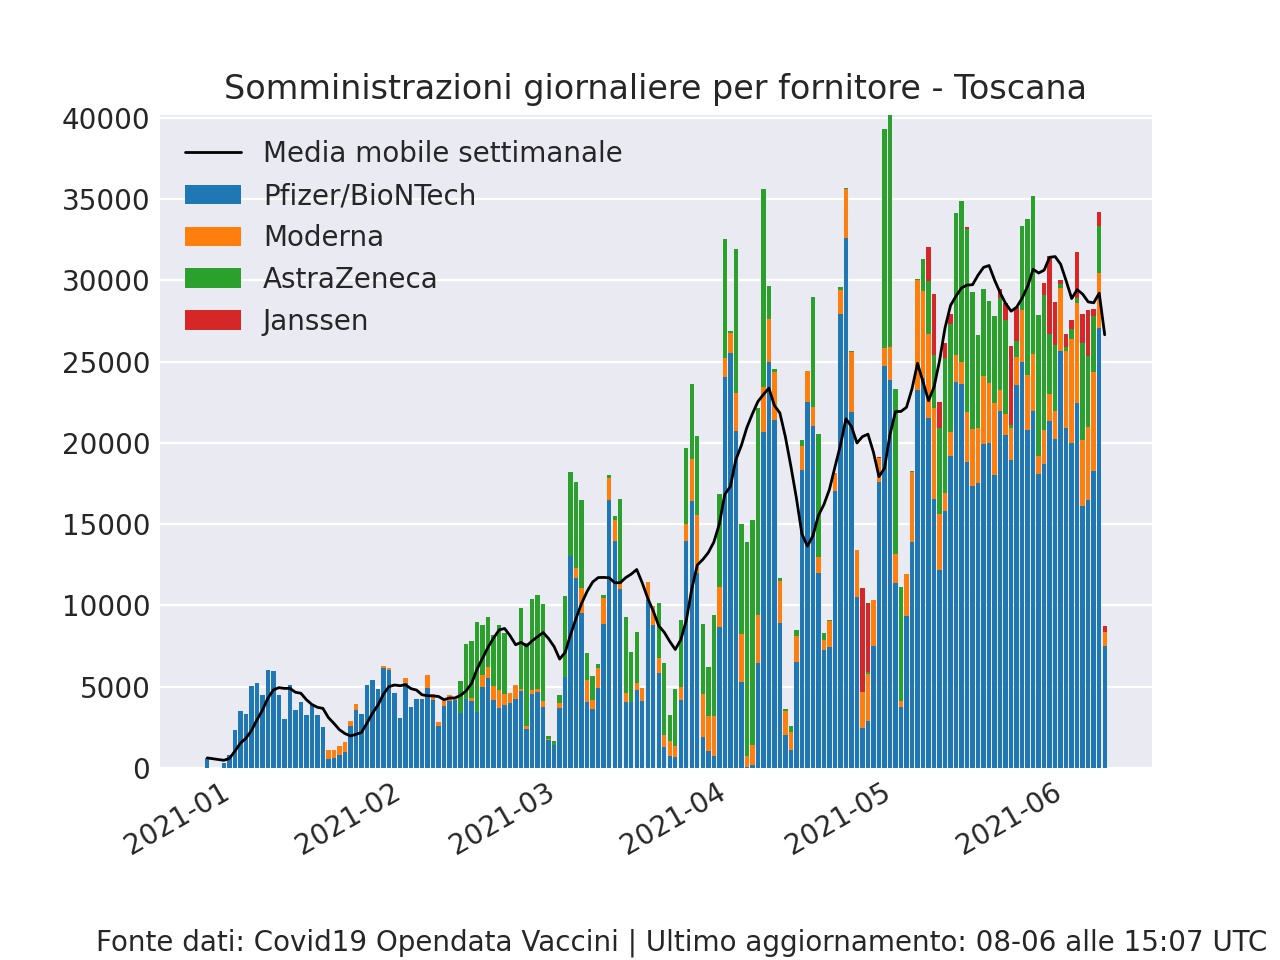 Somministrazioni giornaliere per fornitore - Toscana
40000
35000
30000
25000
20000
15000
10000
5000
0
Media mobile settimanale
Pfizer/BioNTech
Moderna
AstraZeneca
Janssen
2021-01
2021-02
2021-03
2021-04
2021-05
2021-06
Fonte dati: Covid19 Opendata Vaccini | Ultimo aggiornamento: 08-06 alle 15:07 UTC